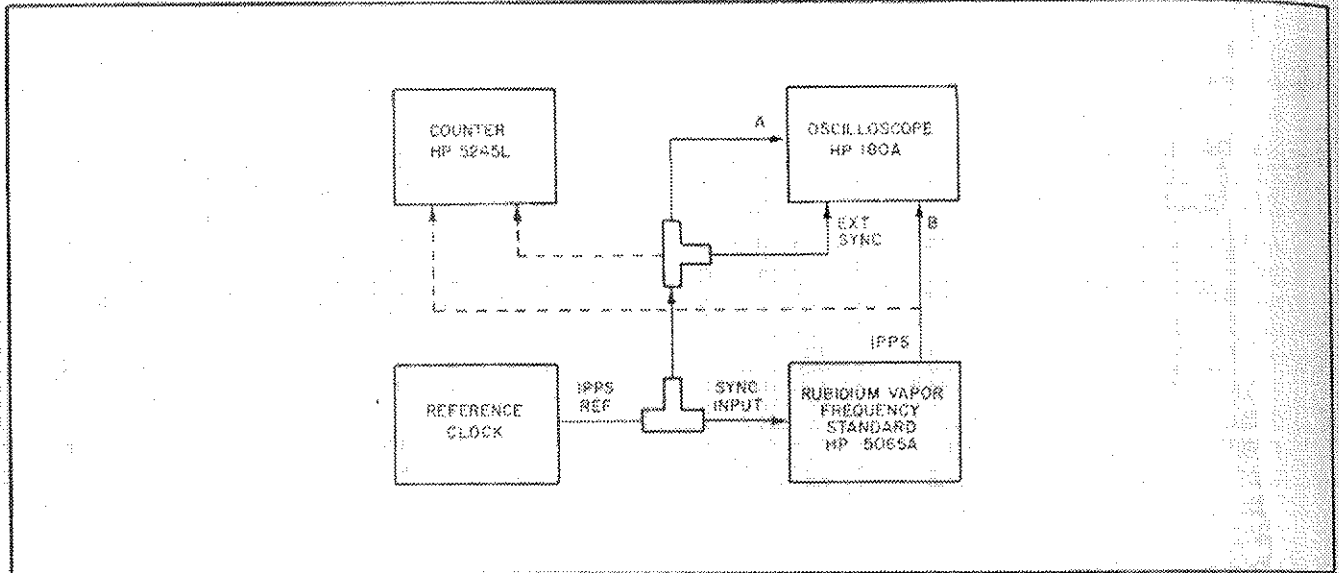 COUNTER
HP 5245L
A
OSCILLOSCOPE
HP 180A
EXT
SYNC
B
1PPS
REFERENCE
CLOCK
1PPS
REF
SYNC
INPUT
RUBIDIUM VAPOR
FREQUENCY
STANDARD
HP 5065A